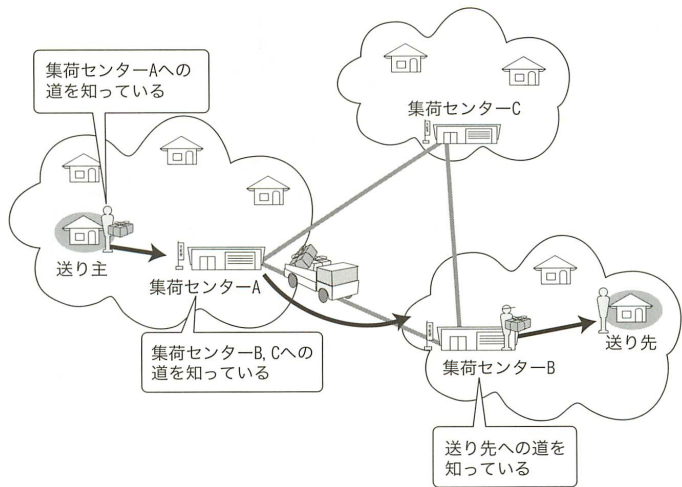 集荷センターAへの
道を知っている
集荷センターC
送り主
集荷センターA
集荷センターB, Cへの
道を知っている
送り先
集荷センターB
送り先への道を
知っている